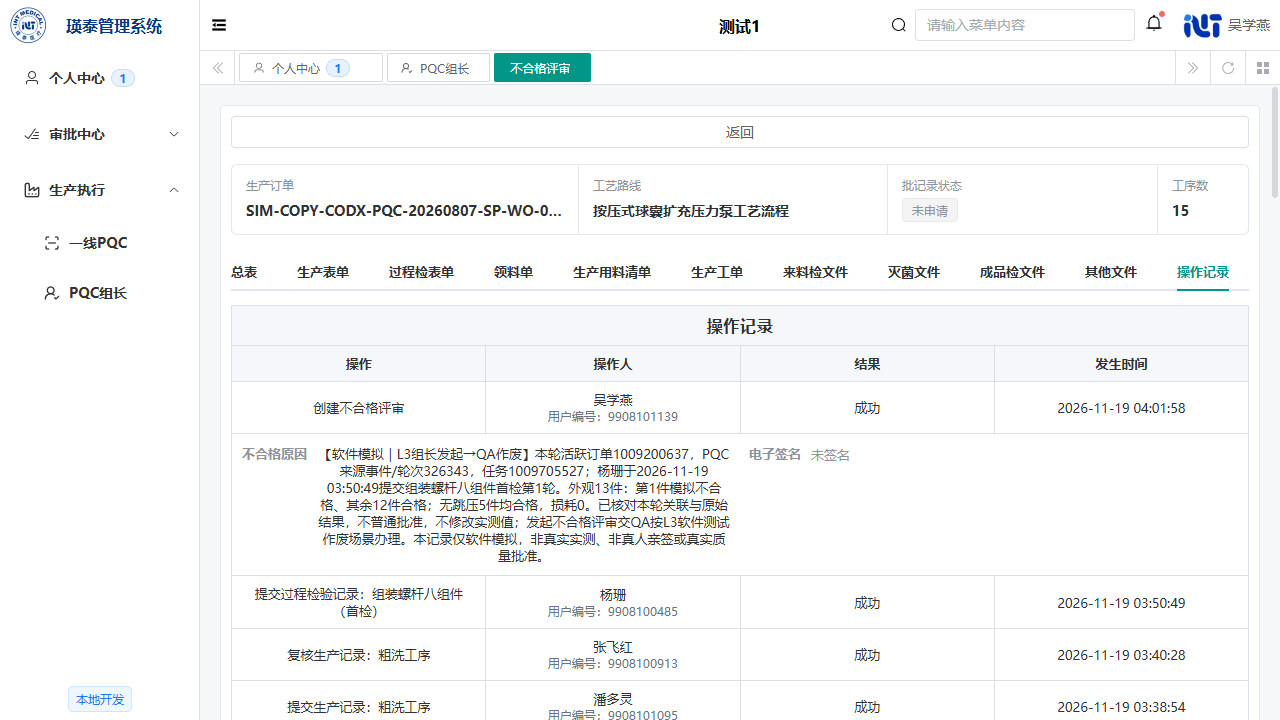 瑛泰管理系统
测试1
请输入菜单内容
吴学燕
个人中心 1
审批中心
生产执行
一线PQC
PQC组长
本地开发
个人中心 1
PQC组长
不合格评审
返回
生产订单
SIM-COPY-CODX-PQC-20260807-SP-WO-0...
工艺路线
按压式球囊扩充压力泵工艺流程
批记录状态
未申请
工序数
15
总表 生产表单 过程检表单 领料单 生产用料清单 生产工单 来料检文件 灭菌文件 成品检文件 其他文件 操作记录
操作记录
操作 操作人 结果 发生时间
创建不合格评审
吴学燕
用户编号：9908101139
成功
2026-11-19 04:01:58
不合格原因
【软件模拟｜L3组长发起→QA作废】本轮活跃订单1009200637，PQC
来源事件/轮次326343，任务1009705527；杨珊于2026-11-19
03:50:49提交组装螺杆八组件首检第1轮。外观13件：第1件模拟不合
格、其余12件合格；无跳压5件均合格，损耗0。已核对本轮关联与原始
结果，不普通批准，不修改实测值；发起不合格评审交QA按L3软件测试
作废场景办理。本记录仅软件模拟，非真实实测、非真人亲签或真实质
量批准。
电子签名 未签名
提交过程检验记录：组装螺杆八组件
（首检）
杨珊
用户编号：9908100485
成功
2026-11-19 03:50:49
复核生产记录：粗洗工序
张飞红
用户编号：9908100913
成功
2026-11-19 03:40:28
提交生产记录：粗洗工序
潘多灵
用户编号：9908101095
成功
2026-11-19 03:38:54